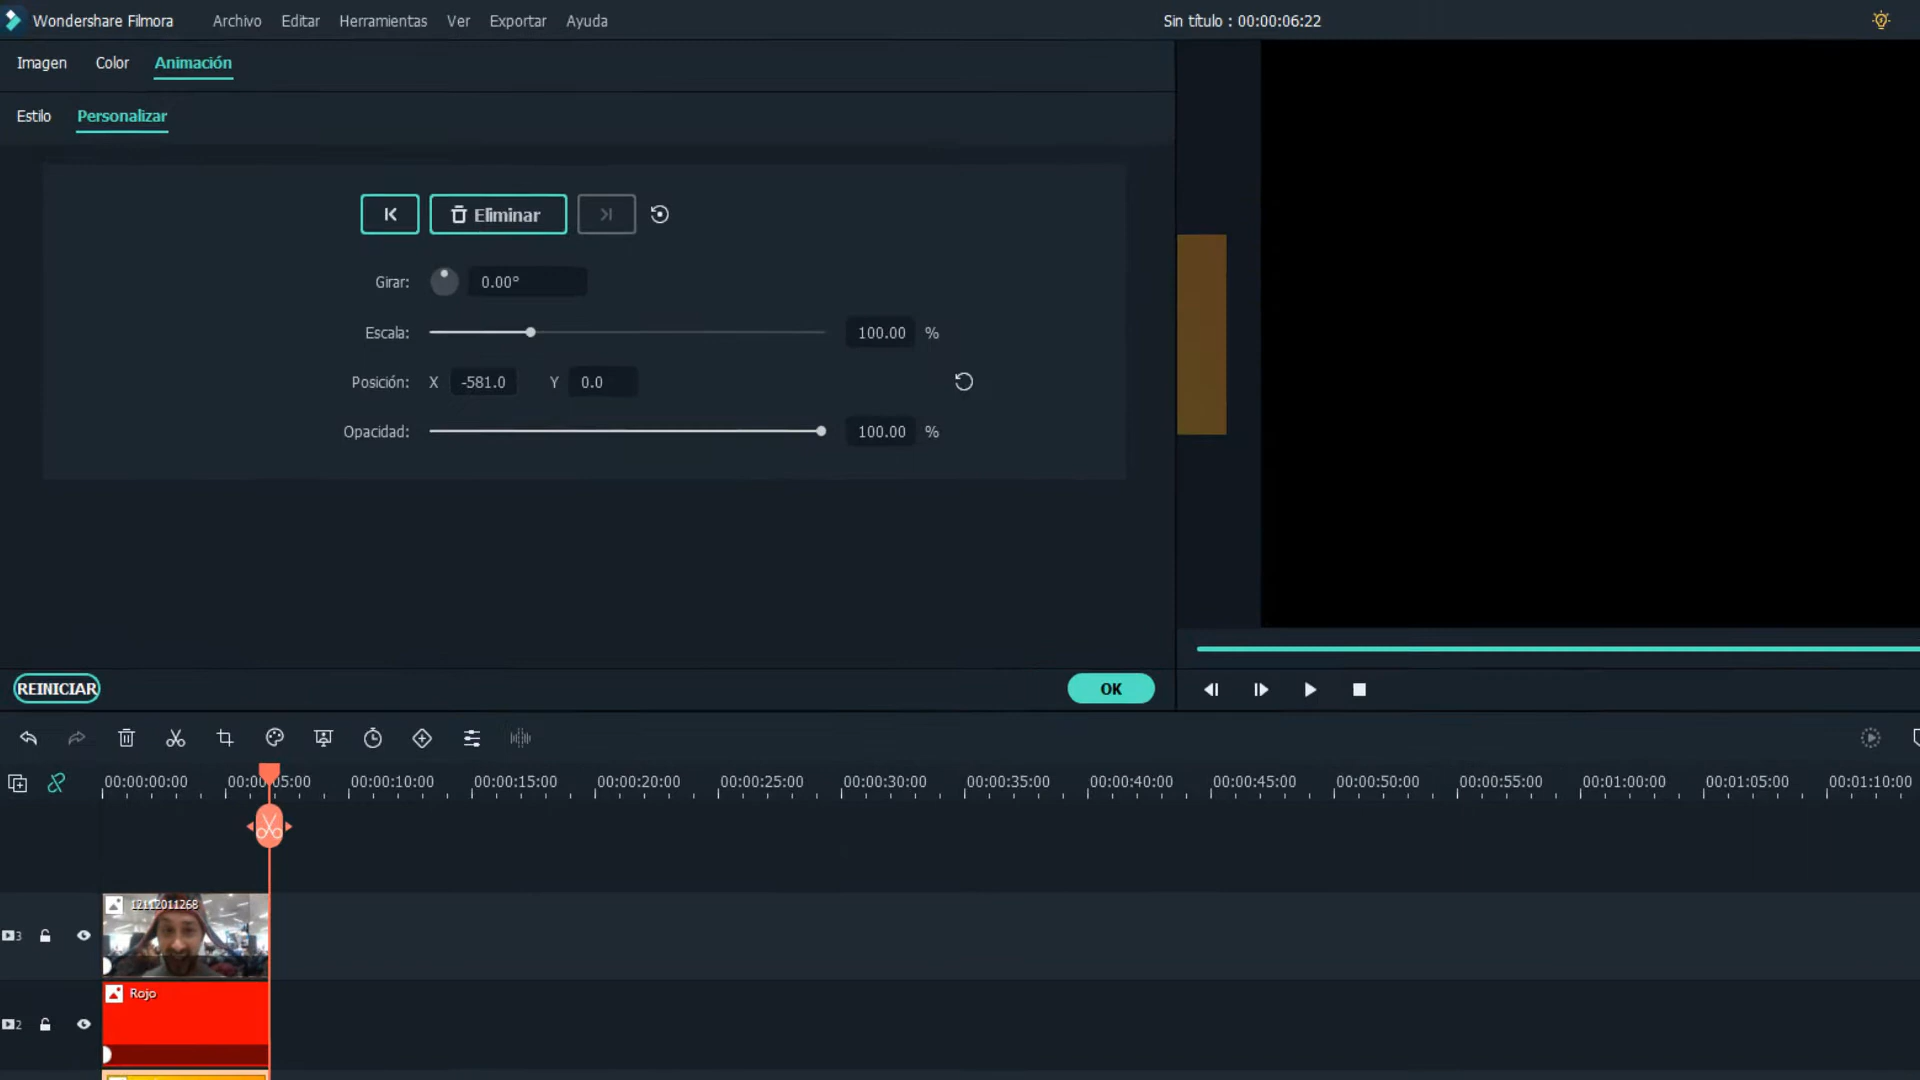 Wondershare Filmora Archivo Editar Herramientas Ver Exportar Ayuda Sin título : 00:00:06:22
Imagen Color Animación
Estilo Personalizar
Eliminar
Girar: 0.00°
Escala: 100.00 %
Posición: X -581.0 Y 0.0
Opacidad: 100.00 %
REINICIAR OK
00:00:00:00 00:00:05:00 00:00:10:00 00:00:15:00 00:00:20:00 00:00:25:00 00:00:30:00 00:00:35:00 00:00:40:00 00:00:45:00 00:00:50:00 00:00:55:00 00:01:00:00 00:01:05:00 00:01:10:00
12112011268
3
Rojo
2